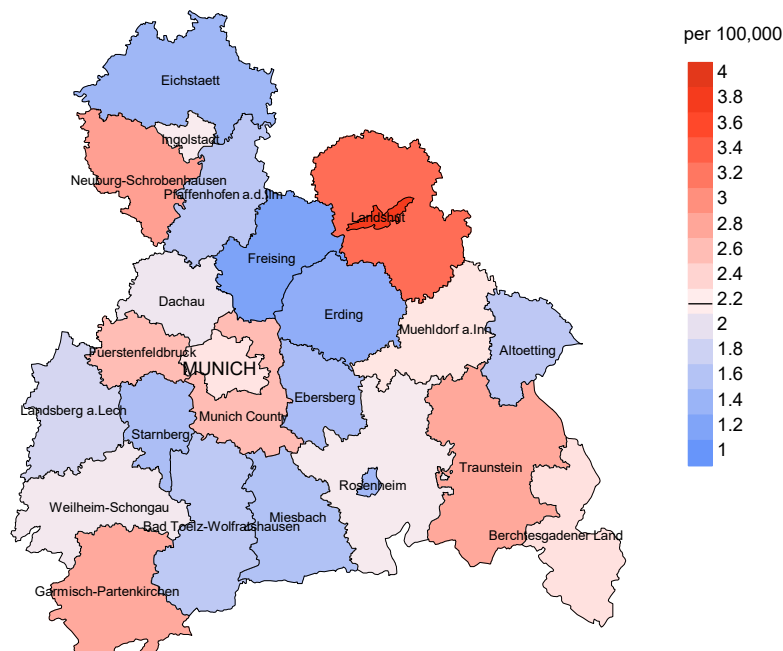 per 100,000
4
3.8
3.6
3.4
3.2
3
2.8
2.6
2.4
2.2
2
1.8
1.6
1.4
1.2
1
Eichstaett
Ingolstadt
Neuburg-Schrobenhausen
Pfaffenhofen a.d.Ilm
Landshut
Freising
Dachau
Erding
Muehldorf a.Inn
Altoetting
Fuerstenfeldbruck
MUNICH
Ebersberg
Landsberg a.Lech
Munich County
Starnberg
Traunstein
Rosenheim
Weilheim-Schongau
Miesbach
Bad Toelz-Wolfratshausen
Berchtesgadener Land
Garmisch-Partenkirchen